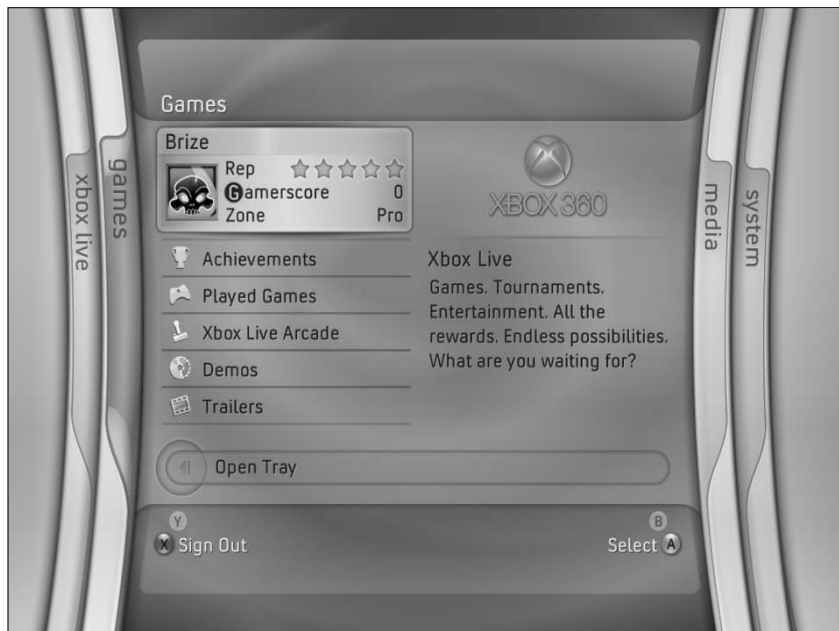 Games
xbox live
games
media
system
Brize
Rep
Gamerscore 0
Zone Pro
XBOX 360
Achievements
Played Games
Xbox Live Arcade
Demos
Trailers
Xbox Live
Games. Tournaments.
Entertainment. All the
rewards. Endless possibilities.
What are you waiting for?
Open Tray
Y
X Sign Out
B
Select A